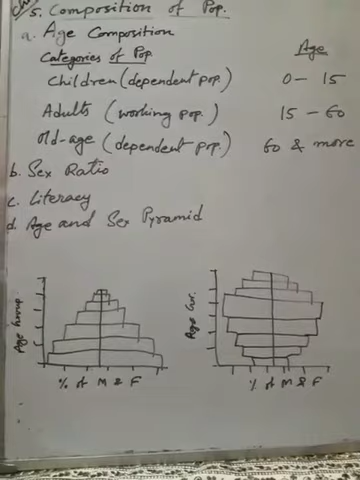 5. Composition of Pop.
a. Age Composition
Categories of Pop Age
Children (dependent pop.) 0 - 15
Adults (working pop.) 15 - 60
Old-age (dependent pop.) 60 & more
b. Sex Ratio
c. Literacy
d. Age and Sex Pyramid
Age Group
% of M & F
Age Gr.
% of M & F